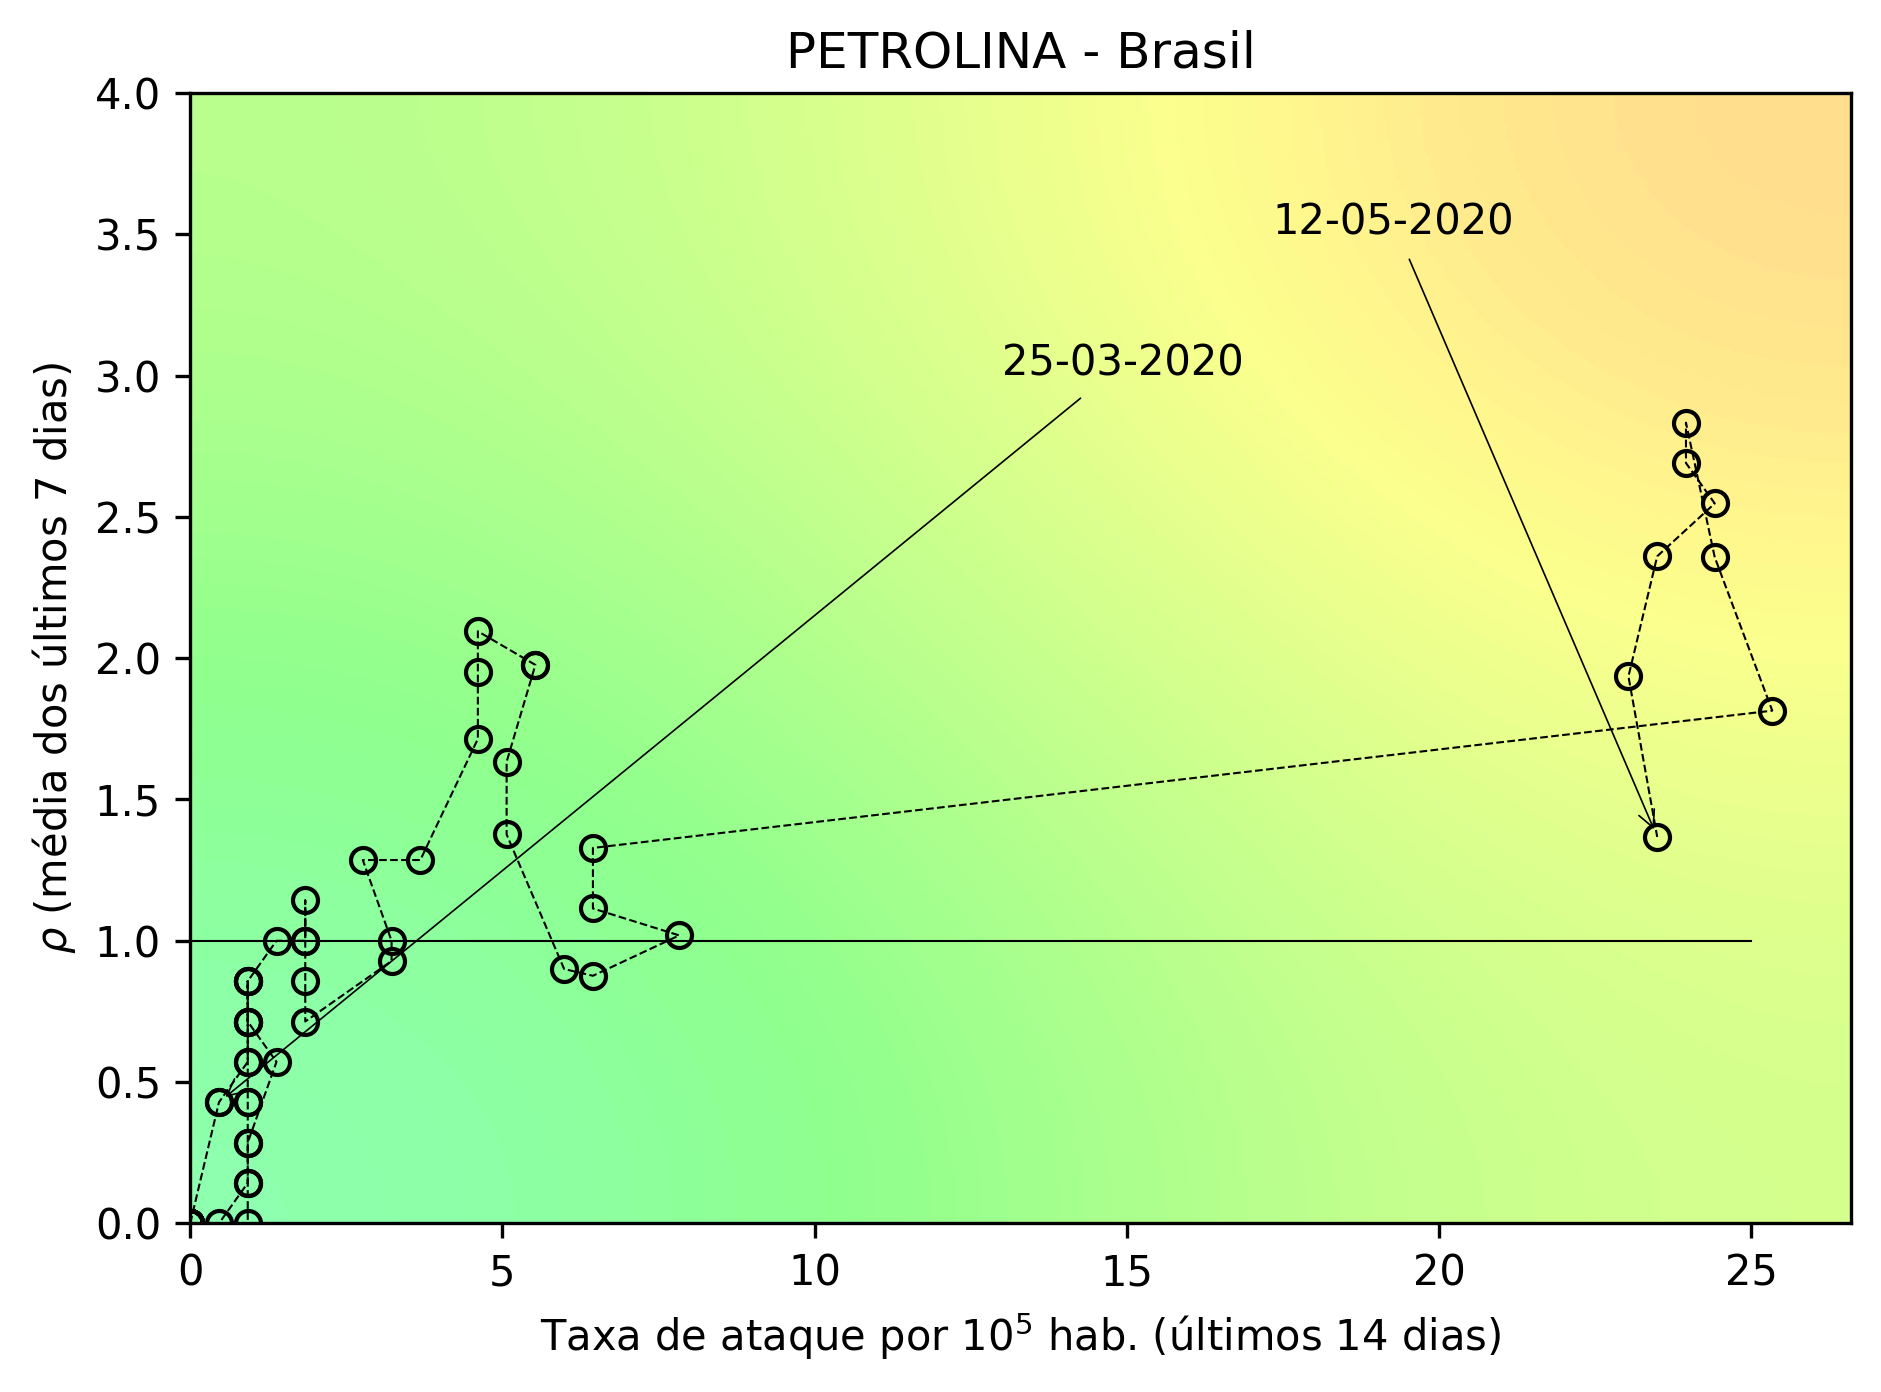 PETROLINA - Brasil
4.0
3.5
3.0
2.5
2.0
1.5
1.0
0.5
0.0
ρ (média dos últimos 7 dias)
12-05-2020
25-03-2020
0 5 10 15 20 25
Taxa de ataque por 10⁵ hab. (últimos 14 dias)